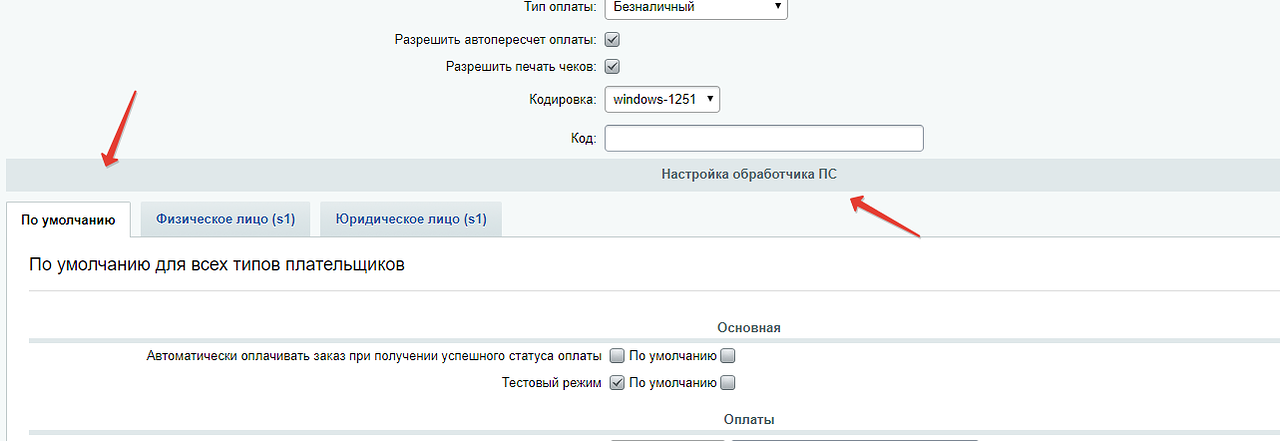 Тип оплаты: Безналичный
Разрешить автопересчет оплаты:
Разрешить печать чеков:
Кодировка: windows-1251
Код:
Настройка обработчика ПС
По умолчанию Физическое лицо (s1) Юридическое лицо (s1)
По умолчанию для всех типов плательщиков
Основная
Автоматически оплачивать заказ при получении успешного статуса оплаты По умолчанию
Тестовый режим По умолчанию
Оплаты